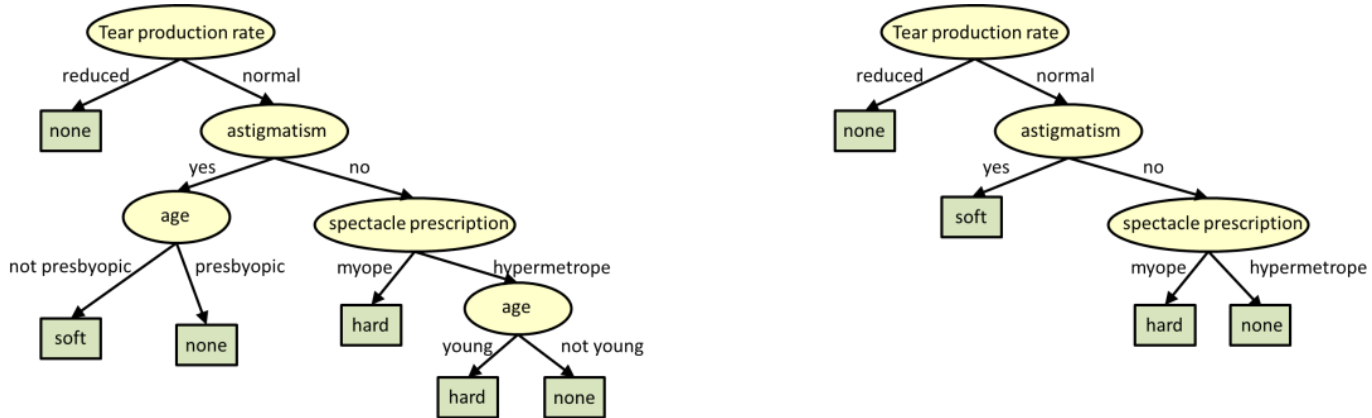 Tear production rate
reduced
normal
none
astigmatism
yes
no
age
spectacle prescription
not presbyopic
presbyopic
myope
hypermetrope
soft
none
hard
age
young
not young
hard
none
Tear production rate
reduced
normal
none
astigmatism
yes
no
soft
spectacle prescription
myope
hypermetrope
hard
none